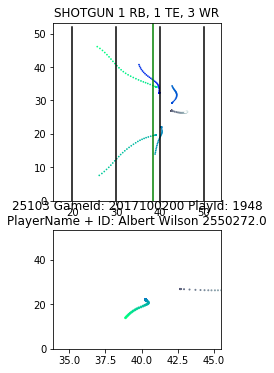 SHOTGUN 1 RB, 1 TE, 3 WR
50
40
30
20
10
0
20 30 40 50
25103 GameId: 2017100200 PlayId: 1948
PlayerName + ID: Albert Wilson 2550272.0
40
20
0
35.0 37.5 40.0 42.5 45.0